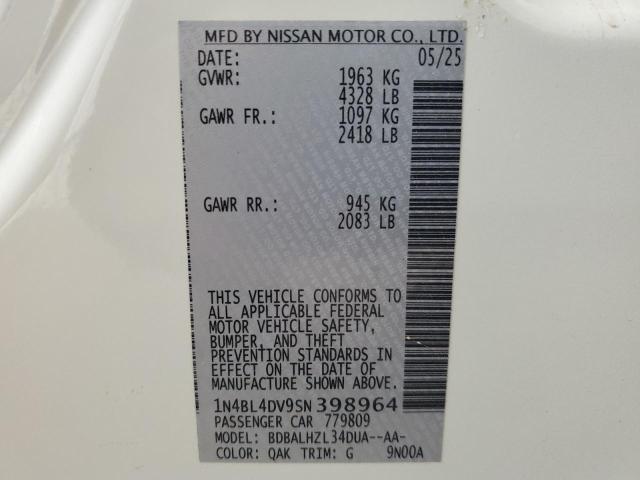 MFD BY NISSAN MOTOR CO., LTD.
DATE: 05/25
GVWR: 1963 KG
4328 LB
GAWR FR.: 1097 KG
2418 LB
GAWR RR.: 945 KG
2083 LB
THIS VEHICLE CONFORMS TO
ALL APPLICABLE FEDERAL
MOTOR VEHICLE SAFETY,
BUMPER, AND THEFT
PREVENTION STANDARDS IN
EFFECT ON THE DATE OF
MANUFACTURE SHOWN ABOVE.
1N4BL4DV9SN398964
PASSENGER CAR 779809
MODEL: BDBALHZL34DUA--AA-
COLOR: QAK TRIM: G 9N00A